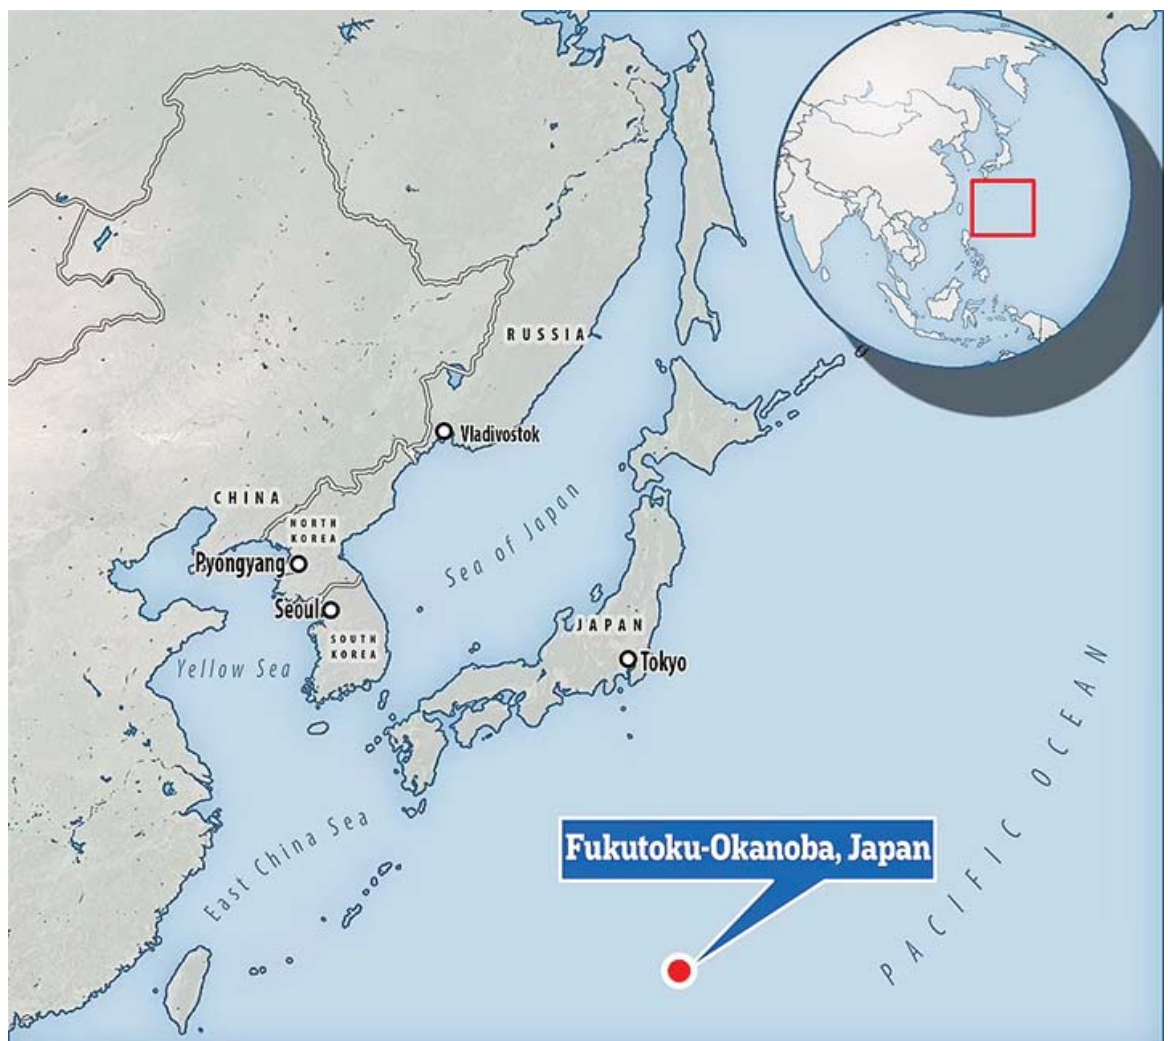 RUSSIA
Vladivostok
CHINA
NORTH
KOREA
Pyongyang
Sea of Japan
Seoul
SOUTH
KOREA
JAPAN
Tokyo
Yellow Sea
East China Sea
PACIFIC OCEAN
Fukutoku-Okanoba, Japan